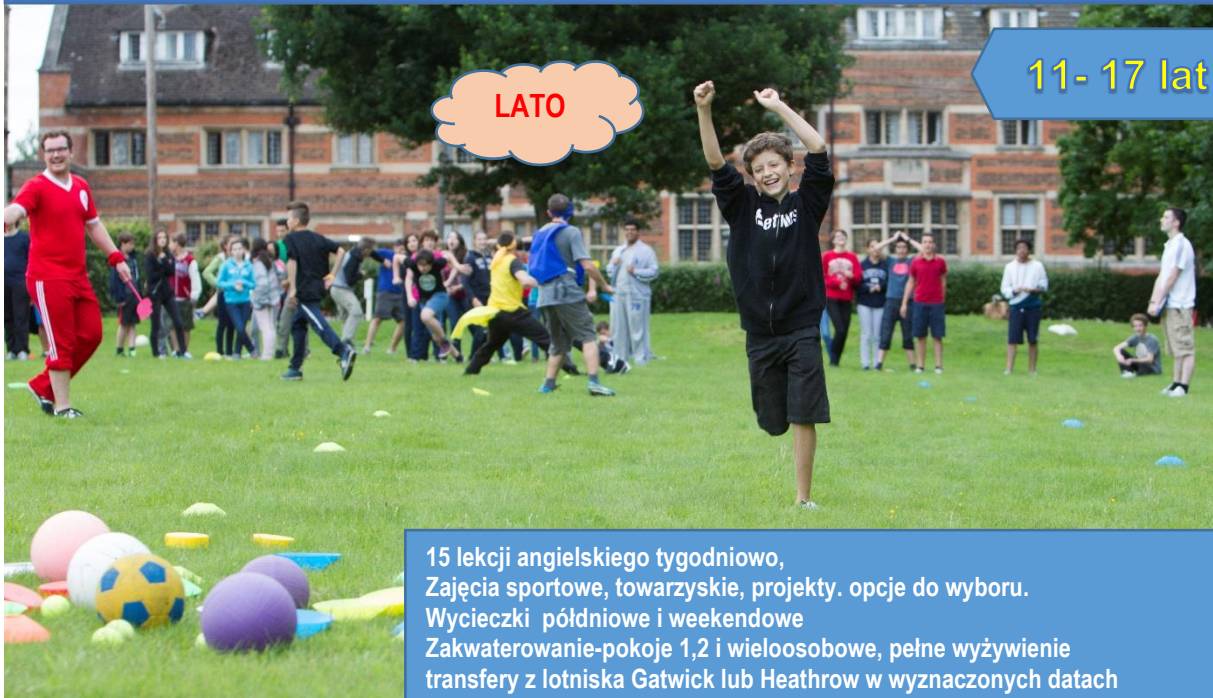 11- 17 lat
LATO
15 lekcji angielskiego tygodniowo,
Zajęcia sportowe, towarzyskie, projekty. opcje do wyboru.
Wycieczki półdniowe i weekendowe
Zakwaterowanie-pokoje 1,2 i wieloosobowe, pełne wyżywienie
transfery z lotniska Gatwick lub Heathrow w wyznaczonych datach